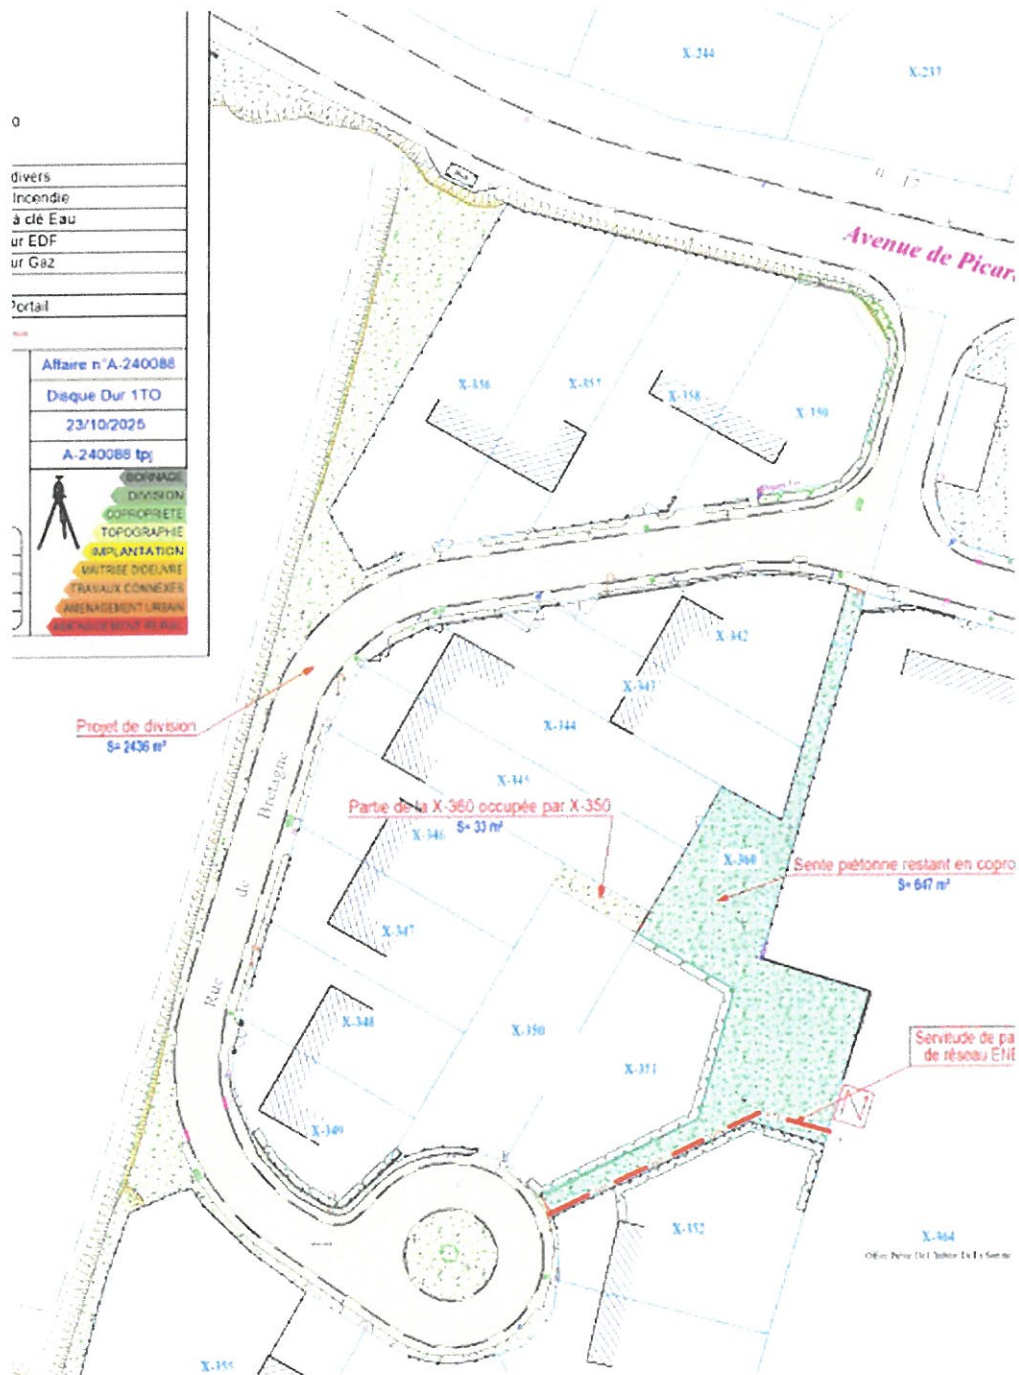 0
divers
Incendie
à clé Eau
ur EDF
ur Gaz
Portail
Affaire n°A-240088
Disque Dur 1TO
23/10/2025
A-240088.tpj
BORNAGE
DIVISION
COPROPRIETE
TOPOGRAPHIE
IMPLANTATION
MAITRISE D'OEUVRE
TRAVAUX CONNEXES
AMENAGEMENT URBAIN
AMENAGEMENT RURAL
X-244
X-237
Avenue de Picar
X-356
X-357
X-358
X-359
X-342
X-343
X-344
X-345
Projet de division
S= 2436 m²
Rue de Bretagne
Partie de la X-360 occupée par X-350
S= 33 m²
X-346
X-360
Sente piétonne restant en copro
S= 647 m²
X-347
X-348
X-350
X-351
Servitude de pa
de réseau ENE
X-349
X-352
X-364
X-355